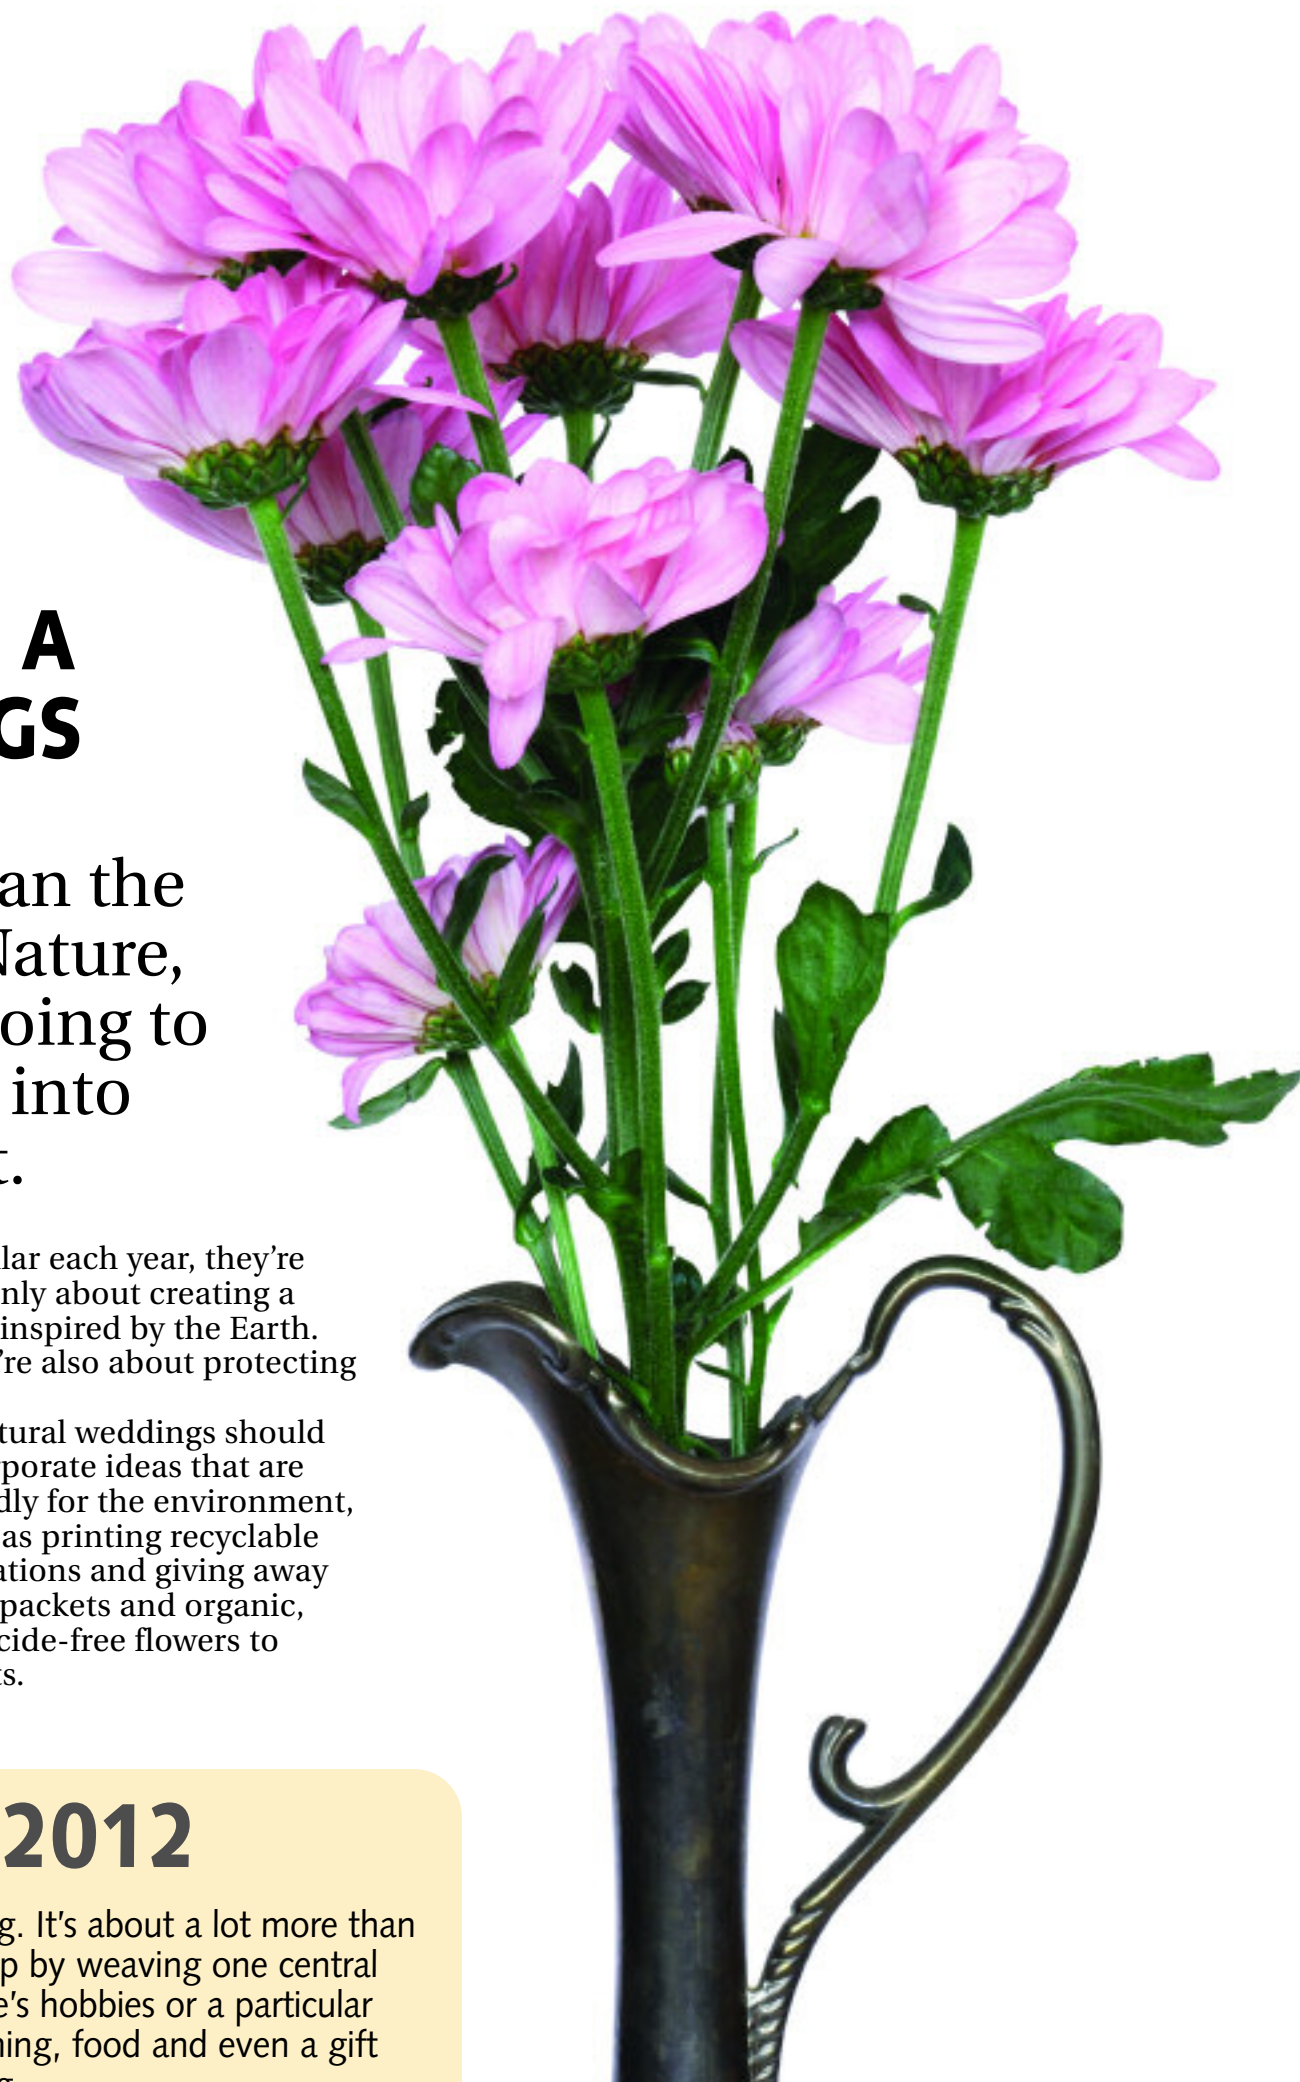 A
GS
an the
Nature,
oing to
into
t.
lar each year, they're
nly about creating a
inspired by the Earth.
're also about protecting
tural weddings should
porate ideas that are
dly for the environment,
as printing recyclable
ations and giving away
packets and organic,
cide-free flowers to
ts.
2012
g. It's about a lot more than
p by weaving one central
e's hobbies or a particular
ning, food and even a gift